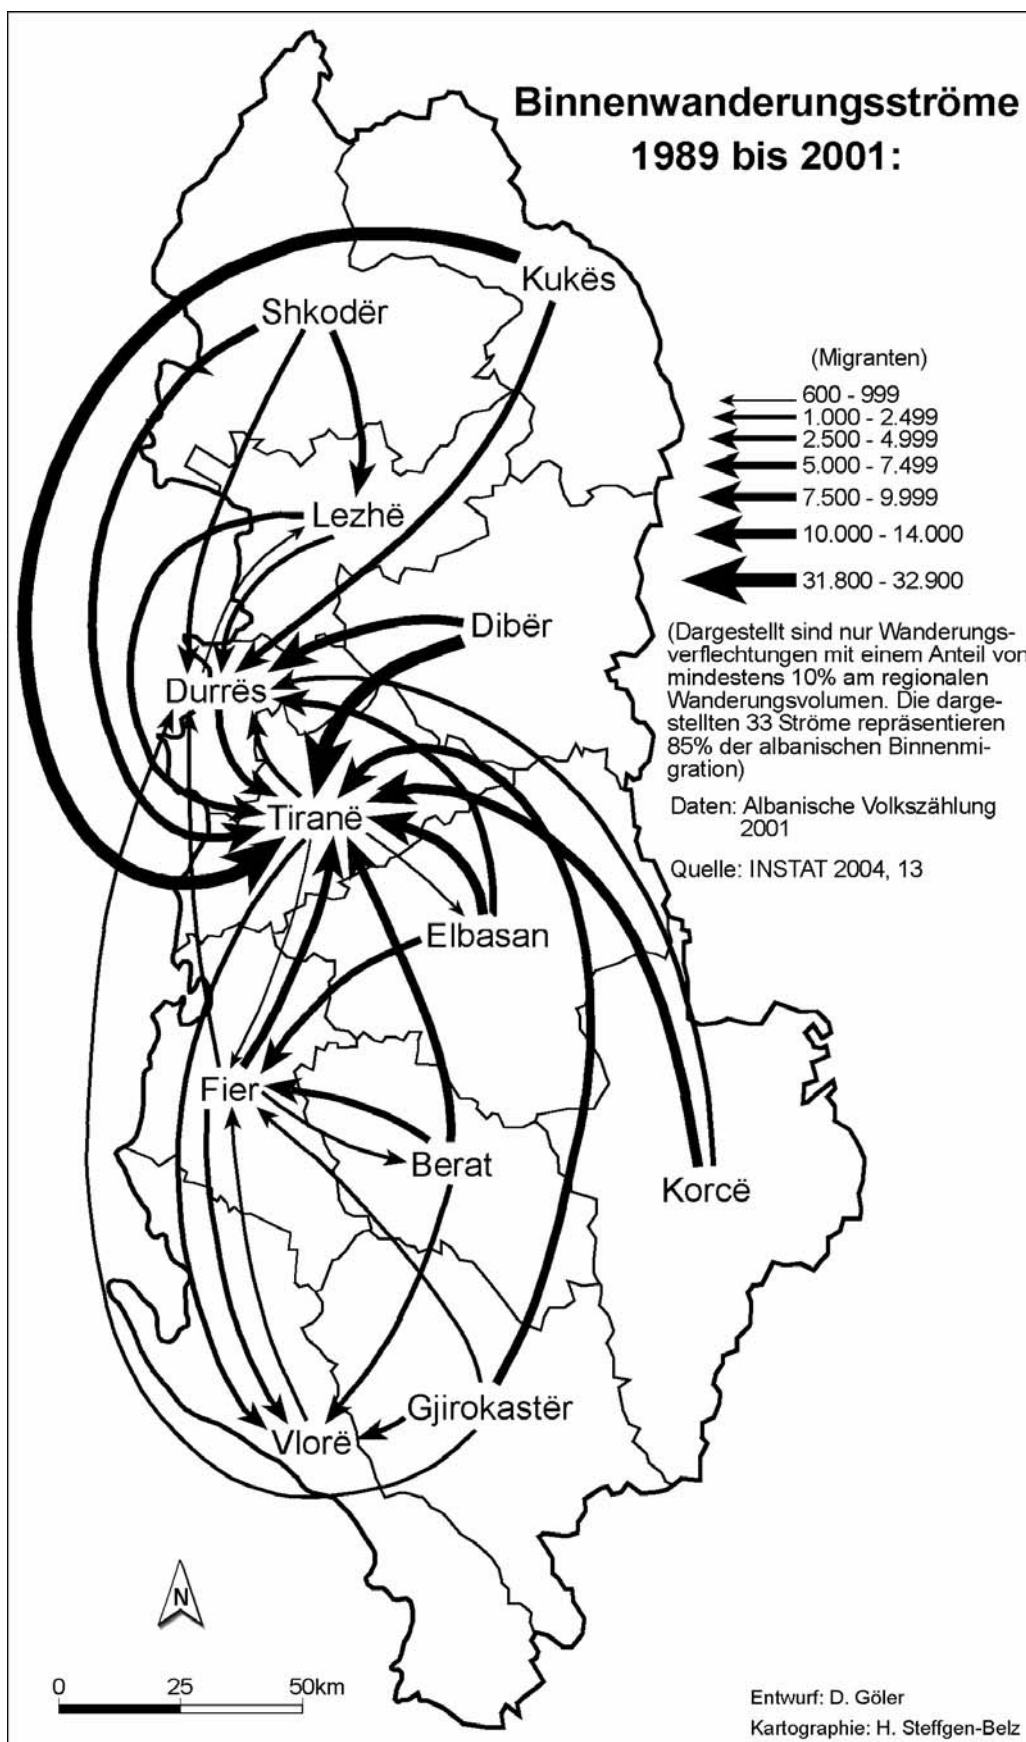 Binnenwanderungsströme
1989 bis 2001:
Kukës
Shkodër
(Migranten)
600 - 999
1.000 - 2.499
2.500 - 4.999
5.000 - 7.499
7.500 - 9.999
10.000 - 14.000
31.800 - 32.900
Lezhë
Dibër
(Dargestellt sind nur Wanderungs-
verflechtungen mit einem Anteil von
mindestens 10% am regionalen
Wanderungsvolumen. Die darge-
stellten 33 Ströme repräsentieren
85% der albanischen Binnenmi-
gration)
Durrës
Daten: Albanische Volkszählung
2001
Tiranë
Quelle: INSTAT 2004, 13
Elbasan
Fier
Berat
Korcë
Gjirokastër
Vlorë
N
0 25 50km
Entwurf: D. Göler
Kartographie: H. Steffgen-Belz